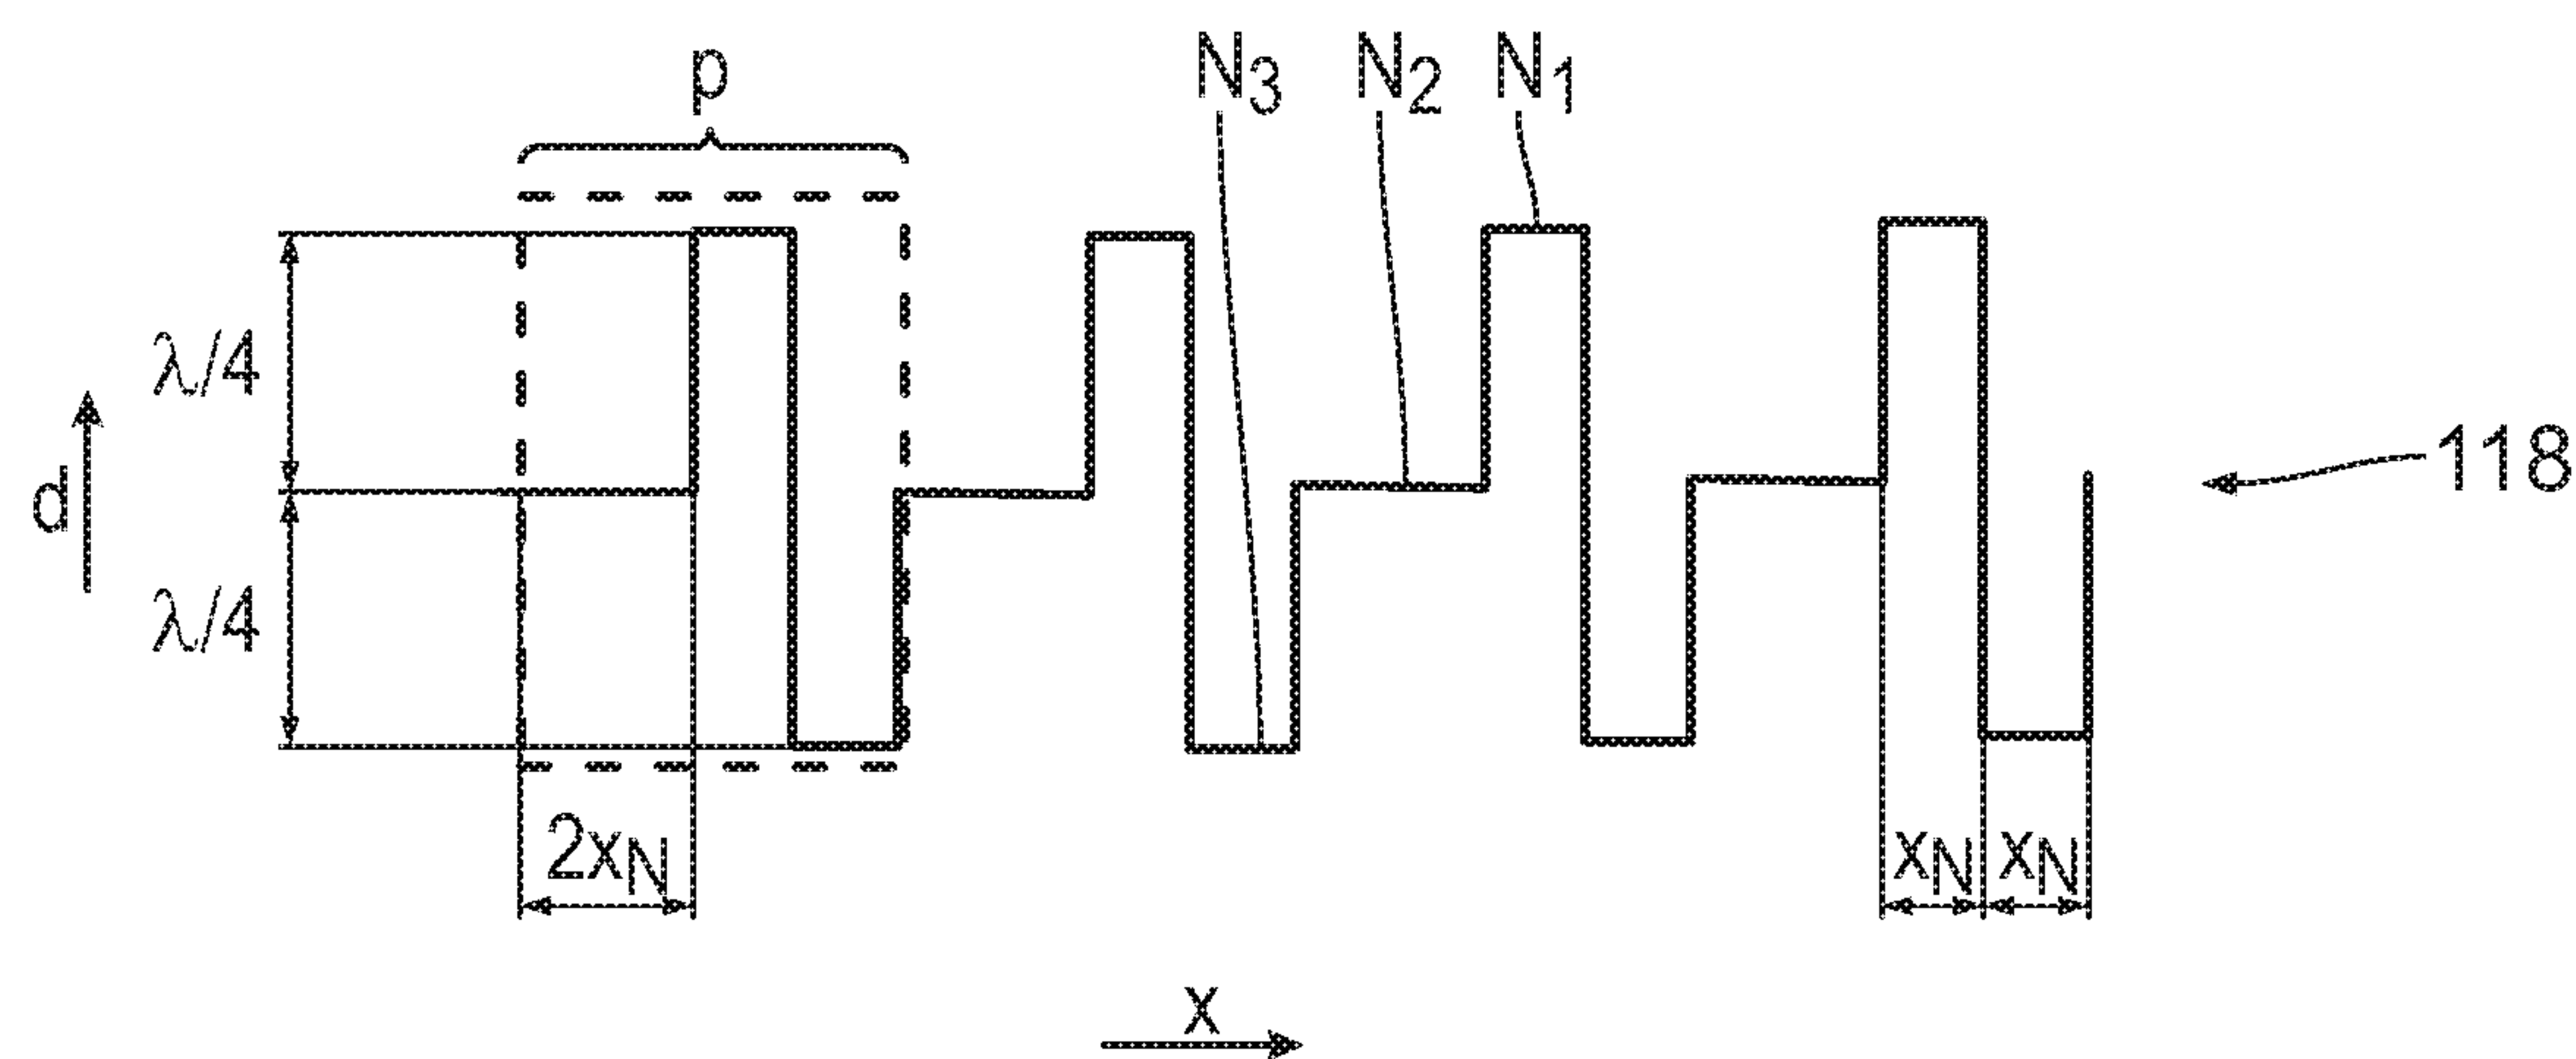 p
N₃ N₂ N₁
λ/4
d
118
λ/4
2xN
xN xN
x